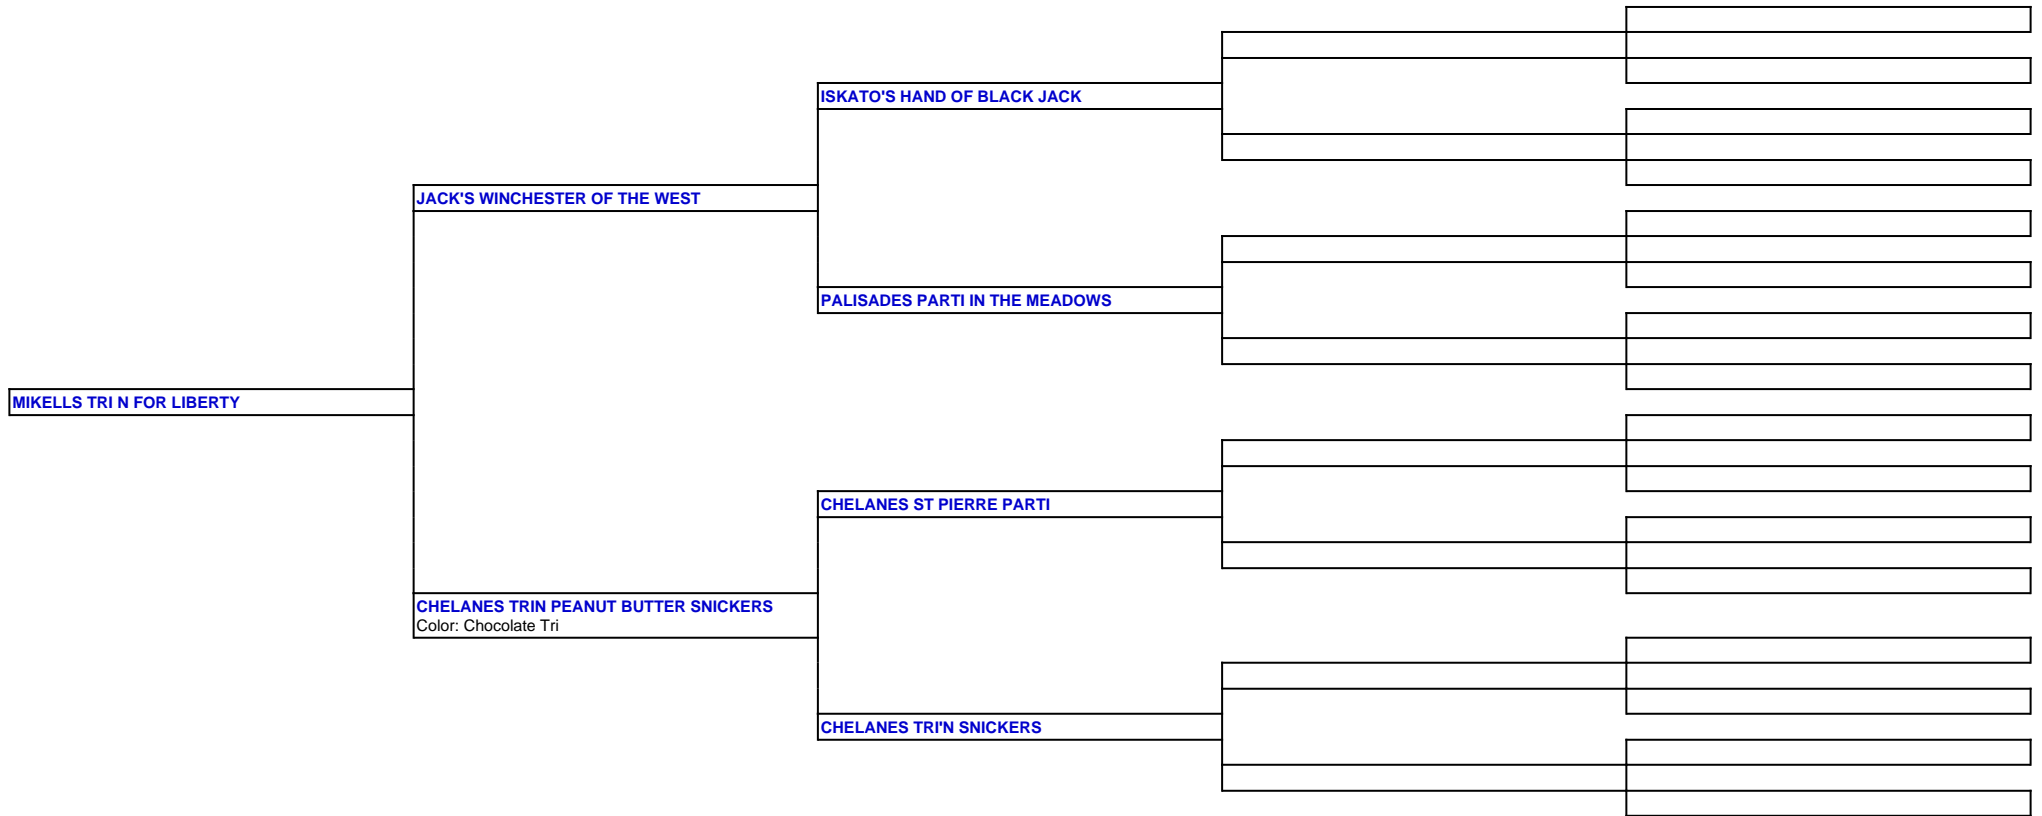 ISKATO'S HAND OF BLACK JACK
JACK'S WINCHESTER OF THE WEST
PALISADES PARTI IN THE MEADOWS
MIKELLS TRI N FOR LIBERTY
CHELANES ST PIERRE PARTI
CHELANES TRIN PEANUT BUTTER SNICKERS
Color: Chocolate Tri
CHELANES TRI'N SNICKERS